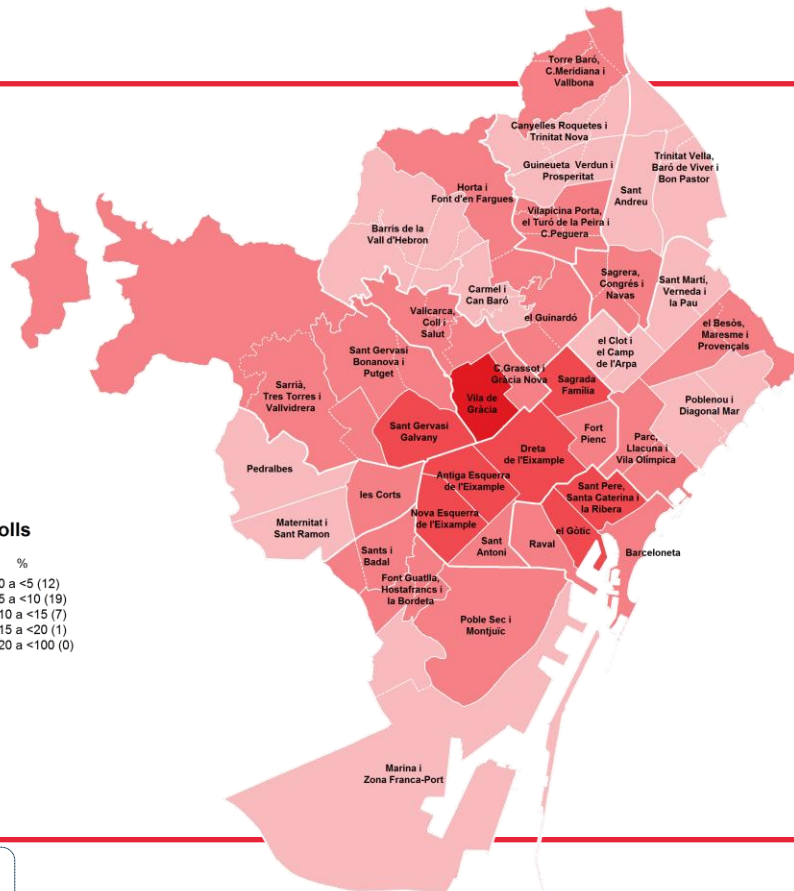 Torre Baró,
C.Meridiana i
Vallbona
Canyelles Roquetes i
Trinitat Nova
Guineueta Verdun i
Prosperitat
Trinitat Vella,
Baró de Viver i
Bon Pastor
Sant
Andreu
Horta i
Font d'en Fargues
Vilapicina Porta,
el Turó de la Peira i
C.Peguera
Barris de la
Vall d'Hebron
Carmel i
Can Baró
Sagrera,
Congrés i
Navas
Sant Martí,
Verneda i
la Pau
Vallcarca,
Coll i
Salut
el Guinardó
el Besòs,
Maresme i
Provençals
el Clot i
el Camp
de l'Arpa
Sant Gervasi
Bonanova i
Putget
C.Grassot i
Gràcia Nova
Sagrada
Família
Sarrià,
Tres Torres i
Vallvidrera
Vila de
Gràcia
Poblenou i
Diagonal Mar
Sant Gervasi
Galvany
Fort
Pienc
Parc,
Llacuna i
Vila Olímpica
Dreta
de l'Eixample
Pedralbes
Antiga Esquerra
de l'Eixample
Sant Pere,
Santa Caterina i
la Ribera
les Corts
Nova Esquerra
de l'Eixample
Maternitat i
Sant Ramon
el Gòtic
Sant
Antoni
Raval
Barceloneta
Sants i
Badal
Font Guatlla,
Hostafrancs i
la Bordeta
Poble Sec i
Montjuïc
Marina i
Zona Franca-Port
olls
%
0 a <5 (12)
5 a <10 (19)
10 a <15 (7)
15 a <20 (1)
20 a <100 (0)